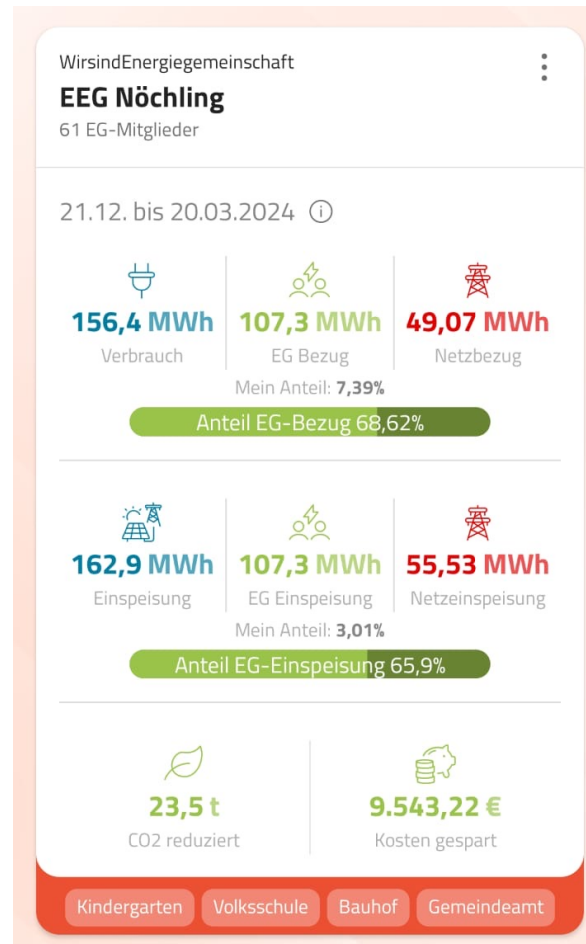 WirsindEnergiegemeinschaft
EEG Nöchling
61 EG-Mitglieder
21.12. bis 20.03.2024
156,4 MWh 107,3 MWh 49,07 MWh
Verbrauch EG Bezug Netzbezug
Mein Anteil: 7,39%
Anteil EG-Bezug 68,62%
162,9 MWh 107,3 MWh 55,53 MWh
Einspeisung EG Einspeisung Netzeinspeisung
Mein Anteil: 3,01%
Anteil EG-Einspeisung 65,9%
23,5 t 9.543,22 €
CO2 reduziert Kosten gespart
Kindergarten Volksschule Bauhof Gemeindeamt